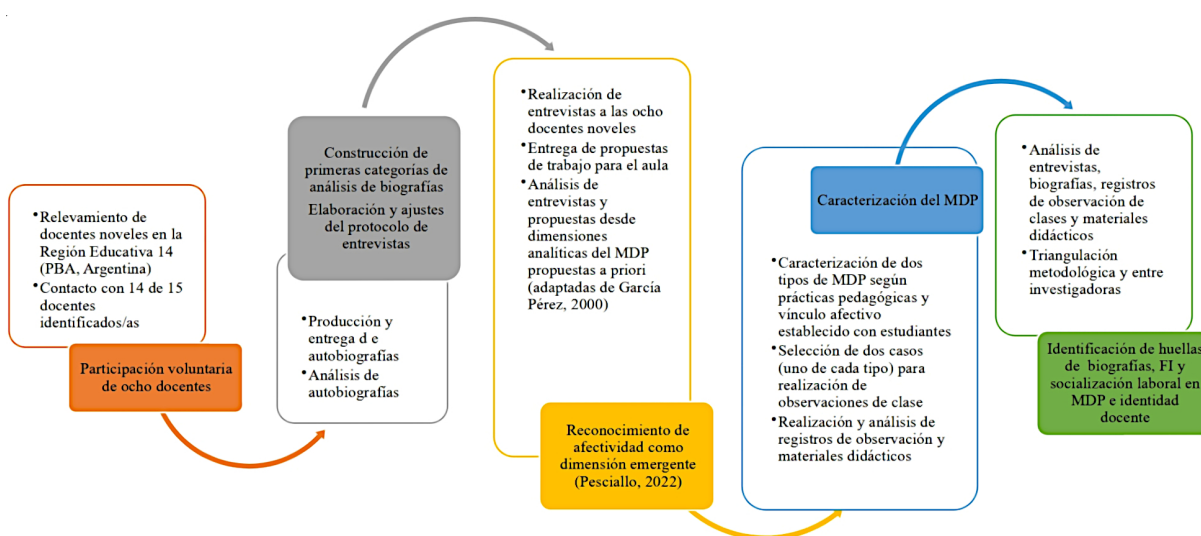 •Relevamiento de
docentes noveles en la
Región Educativa 14
(PBA, Argentina)
•Contacto con 14 de 15
docentes
identificados/as
Participación voluntaria
de ocho docentes
Construcción de
primeras categorías de
análisis de biografías
Elaboración y ajustes
del protocolo de
entrevistas
•Producción y
entrega d e
autobiografías
•Análisis de
autobiografías
•Realización de
entrevistas a las ocho
docentes noveles
•Entrega de propuestas
de trabajo para el aula
•Análisis de
entrevistas y
propuestas desde
dimensiones
analíticas del MDP
propuestas a priori
(adaptadas de García
Pérez, 2000)
Reconocimiento de
afectividad como
dimensión emergente
(Pesciallo, 2022)
Caracterización del MDP
•Caracterización de dos
tipos de MDP según
prácticas pedagógicas y
vínculo afectivo
establecido con estudiantes
•Selección de dos casos
(uno de cada tipo) para
realización de
observaciones de clase
•Realización y análisis de
registros de observación y
materiales didácticos
•Análisis de
entrevistas,
biografías, registros
de observación de
clases y materiales
didácticos
•Triangulación
metodológica y entre
investigadoras
Identificación de huellas
de biografías, FI y
socialización laboral en
MDP e identidad
docente